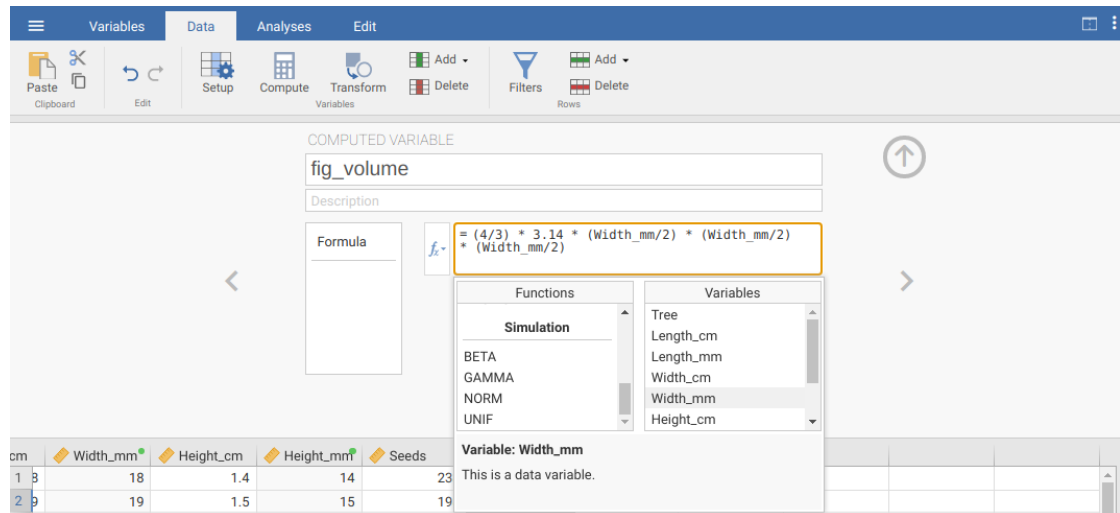 Variables Data Analyses Edit
Paste Setup Compute Transform Add Delete Filters Add Delete
Clipboard Edit Variables Rows
COMPUTED VARIABLE
fig_volume
Description
Formula
fx
= (4/3) * 3.14 * (Width_mm/2) * (Width_mm/2)
* (Width_mm/2)
Functions Variables
Simulation
BETA
GAMMA
NORM
UNIF
Tree
Length_cm
Length_mm
Width_cm
Width_mm
Height_cm
Variable: Width_mm
This is a data variable.
cm Width_mm Height_cm Height_mm Seeds
1 8 18 1.4 14 23
2 9 19 1.5 15 19